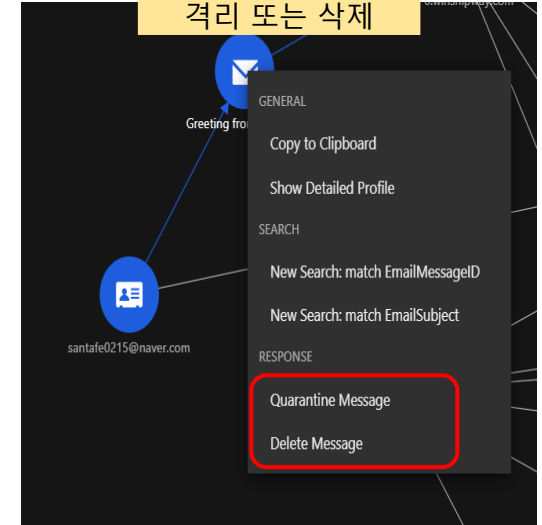 격리 또는 삭제
Greeting fro
GENERAL
Copy to Clipboard
Show Detailed Profile
SEARCH
New Search: match EmailMessageID
New Search: match EmailSubject
santafe0215@naver.com
RESPONSE
Quarantine Message
Delete Message